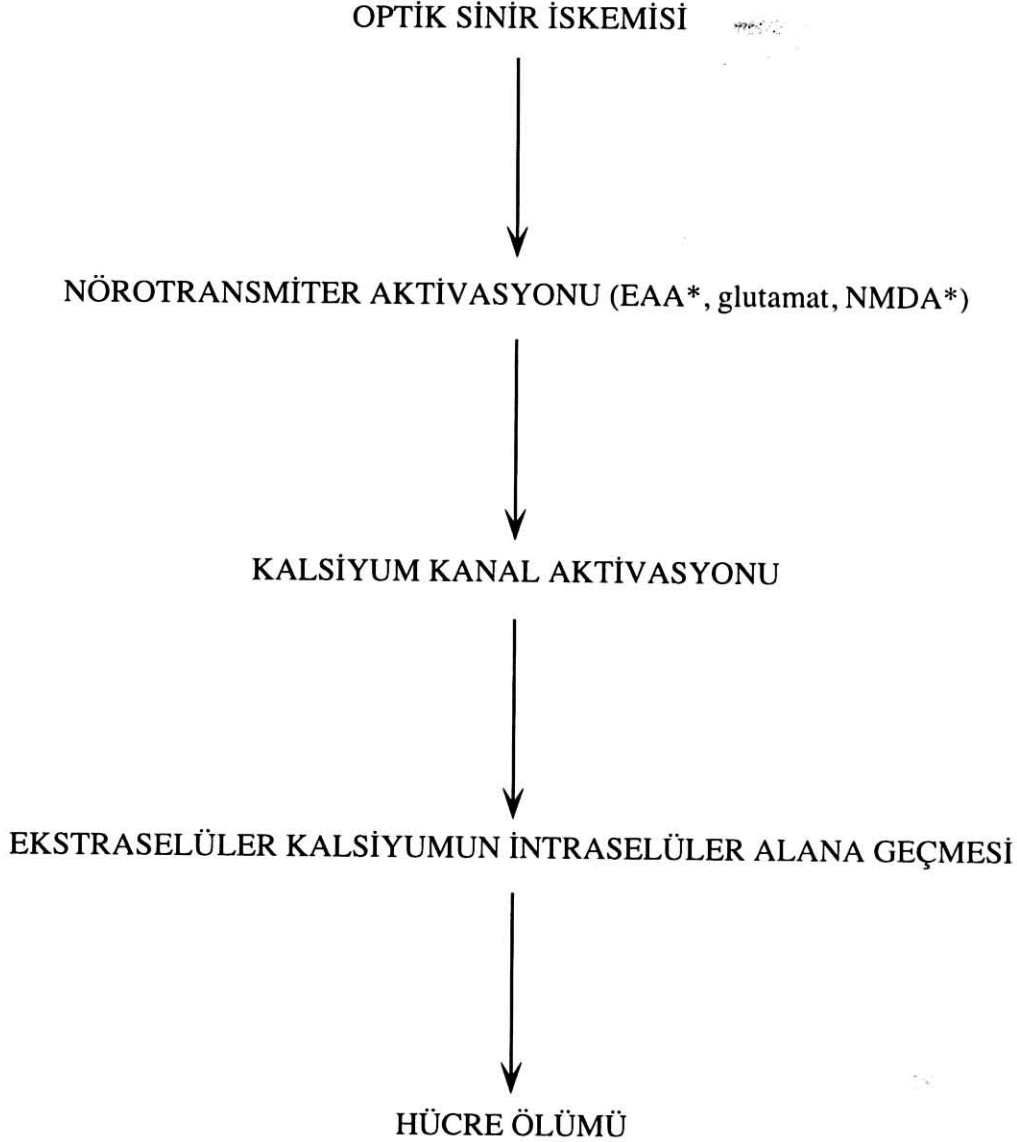 OPTİK SİNİR İSKEMİSİ
NÖROTRANSMİTER AKTİVASYONU (EAA*, glutamat, NMDA*)
KALSİYUM KANAL AKTİVASYONU
EKSTRASELÜLER KALSİYUMUN İNTRASELÜLER ALANA GEÇMESİ
HÜCRE ÖLÜMÜ